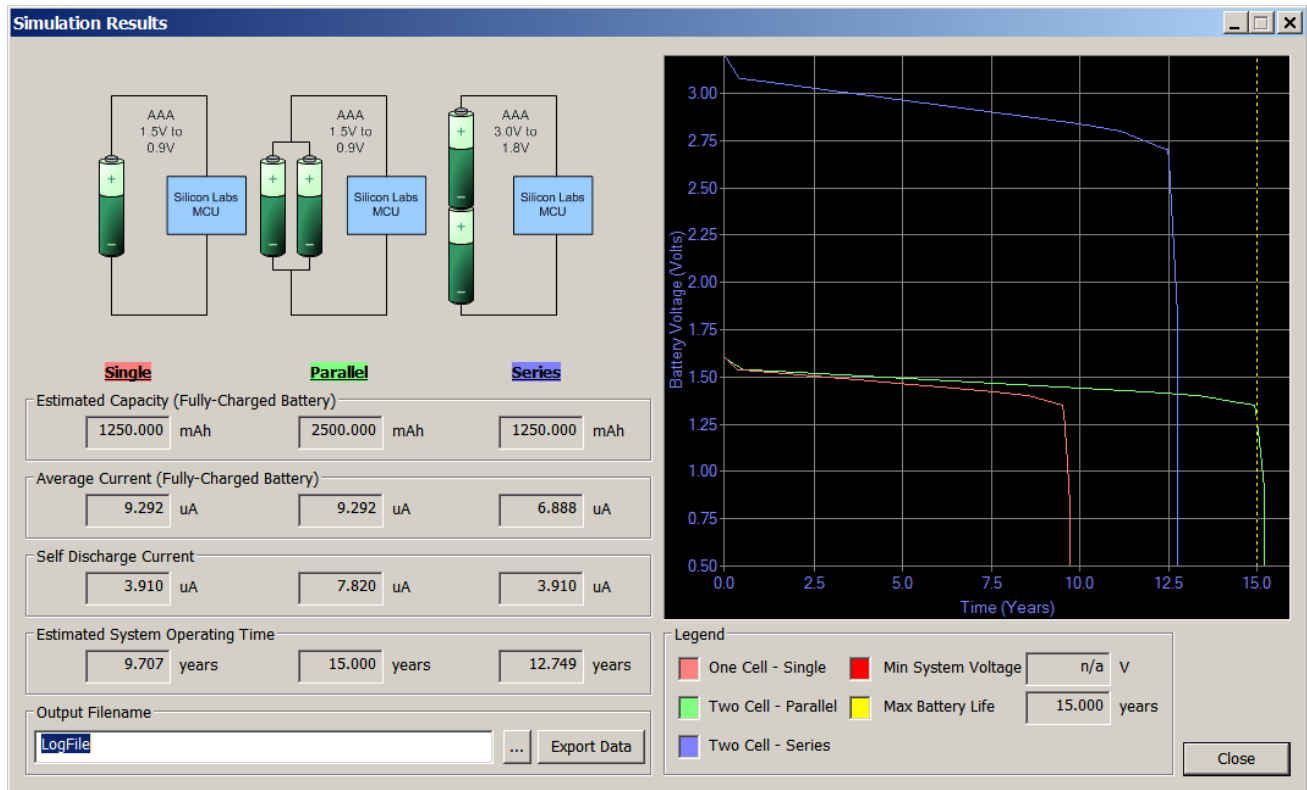 Simulation Results
AAA
1.5V to
0.9V
Silicon Labs
MCU
AAA
1.5V to
0.9V
Silicon Labs
MCU
AAA
3.0V to
1.8V
Silicon Labs
MCU
Single Parallel Series
Estimated Capacity (Fully-Charged Battery)
1250.000 mAh 2500.000 mAh 1250.000 mAh
Average Current (Fully-Charged Battery)
9.292 uA 9.292 uA 6.888 uA
Self Discharge Current
3.910 uA 7.820 uA 3.910 uA
Estimated System Operating Time
9.707 years 15.000 years 12.749 years
Output Filename
LogFile ... Export Data
Battery Voltage (Volts)
3.00
2.75
2.50
2.25
2.00
1.75
1.50
1.25
1.00
0.75
0.50
0.0 2.5 5.0 7.5 10.0 12.5 15.0
Time (Years)
Legend
One Cell - Single Min System Voltage n/a V
Two Cell - Parallel Max Battery Life 15.000 years
Two Cell - Series
Close